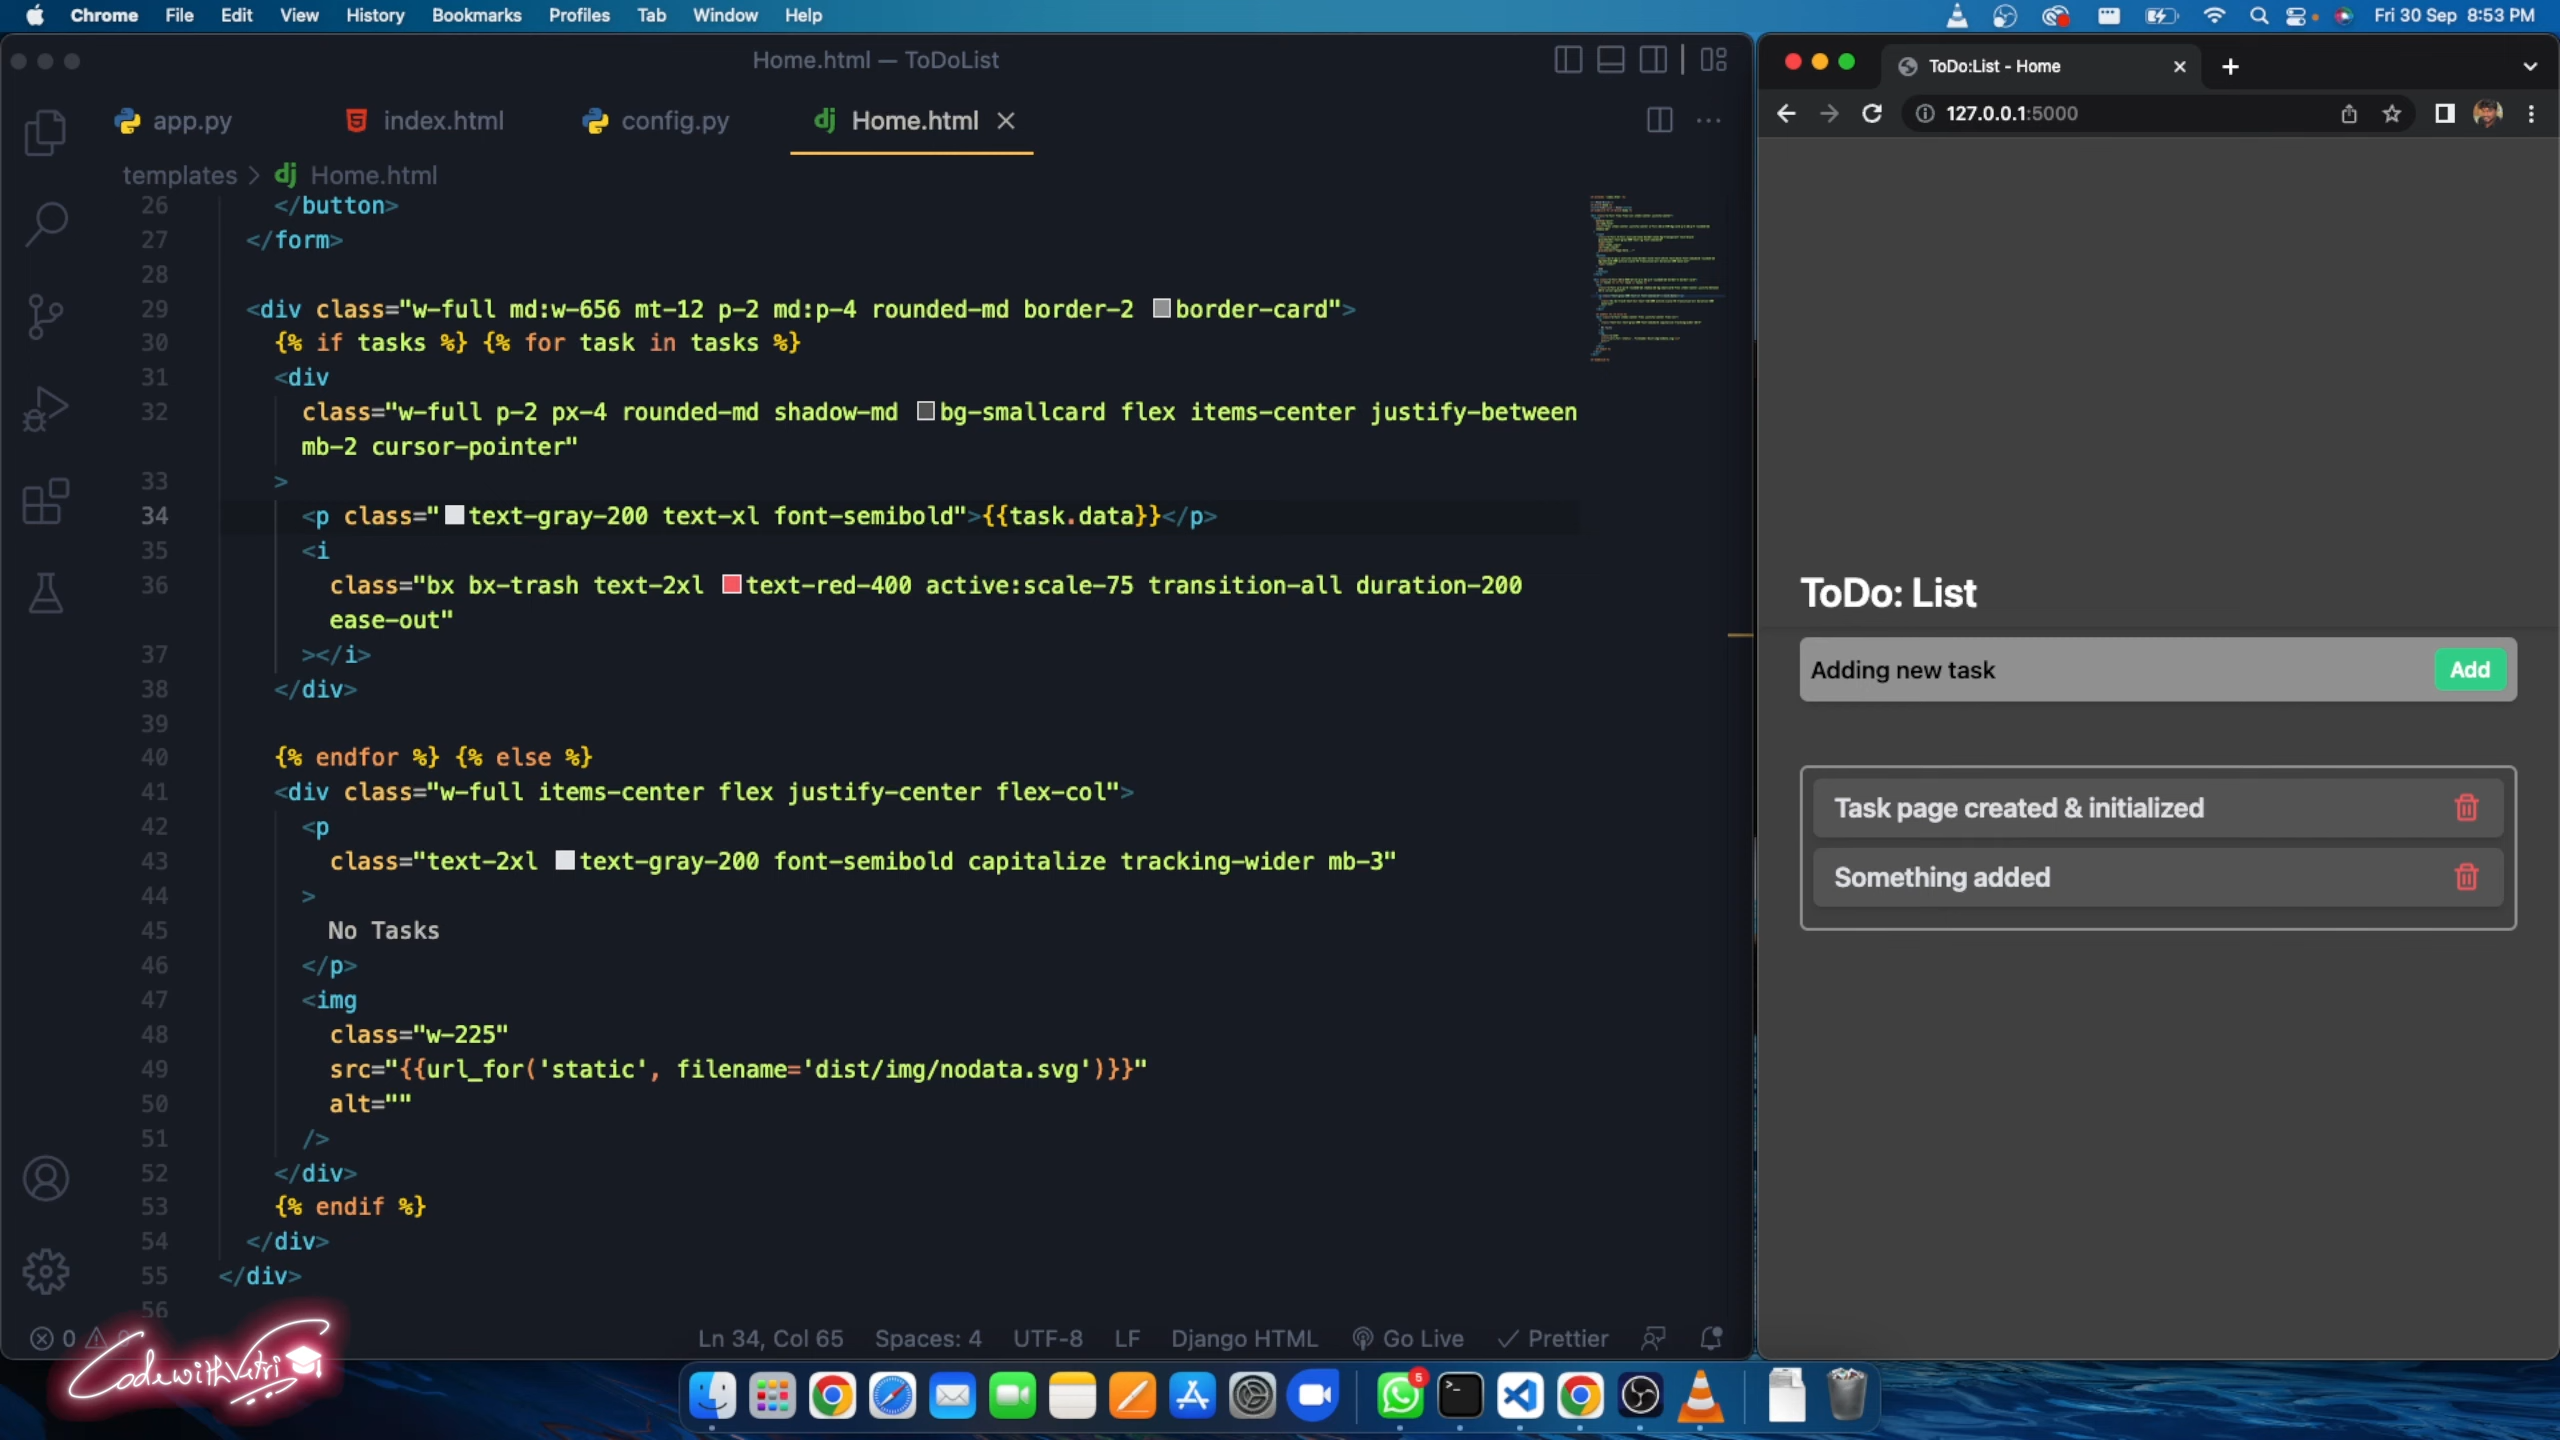 Chrome File Edit View History Bookmarks Profiles Tab Window Help
Fri 30 Sep 8:53 PM
Home.html — ToDoList
app.py
index.html
config.py
dj Home.html
templates > dj Home.html
26 </button>
27 </form>
28
29 <div class="w-full md:w-656 mt-12 p-2 md:p-4 rounded-md border-2 border-card">
30 {% if tasks %} {% for task in tasks %}
31 <div
32 class="w-full p-2 px-4 rounded-md shadow-md bg-smallcard flex items-center justify-between
mb-2 cursor-pointer"
33 >
34 <p class="text-gray-200 text-xl font-semibold">{{task.data}}</p>
35 <i
36 class="bx bx-trash text-2xl text-red-400 active:scale-75 transition-all duration-200
ease-out"
37 ></i>
38 </div>
39
40 {% endfor %} {% else %}
41 <div class="w-full items-center flex justify-center flex-col">
42 <p
43 class="text-2xl text-gray-200 font-semibold capitalize tracking-wider mb-3"
44 >
45 No Tasks
46 </p>
47 <img
48 class="w-225"
49 src="{{url_for('static', filename='dist/img/nodata.svg')}}"
50 alt=""
51 />
52 </div>
53 {% endif %}
54 </div>
55 </div>
56
0
Ln 34, Col 65 Spaces: 4 UTF-8 LF Django HTML Go Live Prettier
CodewithVetri
ToDo:List - Home
127.0.0.1:5000
ToDo: List
Adding new task
Add
Task page created & initialized
Something added
5